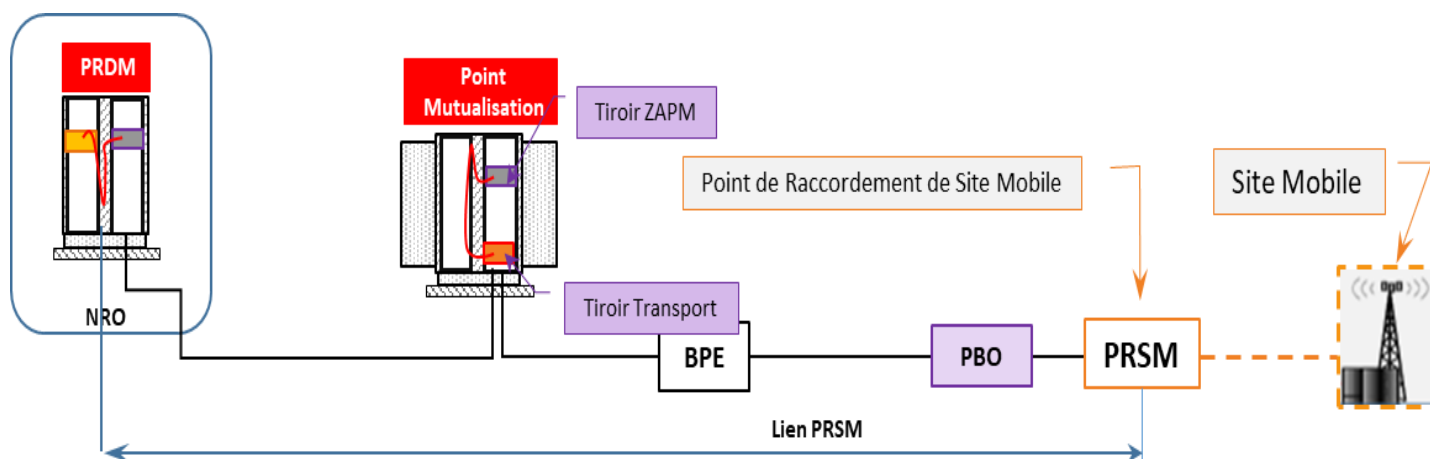 PRDM
Point
Mutualisation
Tiroir ZAPM
Point de Raccordement de Site Mobile
Site Mobile
NRO
Tiroir Transport
BPE
PBO
PRSM
Lien PRSM